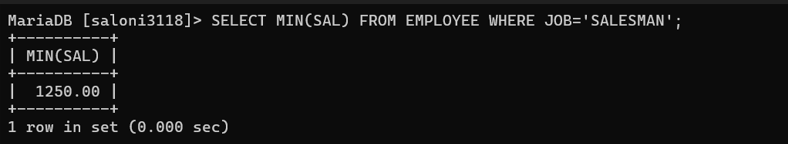 MariaDB [saloni3118]> SELECT MIN(SAL) FROM EMPLOYEE WHERE JOB='SALESMAN';
+----------+
| MIN(SAL) |
+----------+
|  1250.00 |
+----------+
1 row in set (0.000 sec)